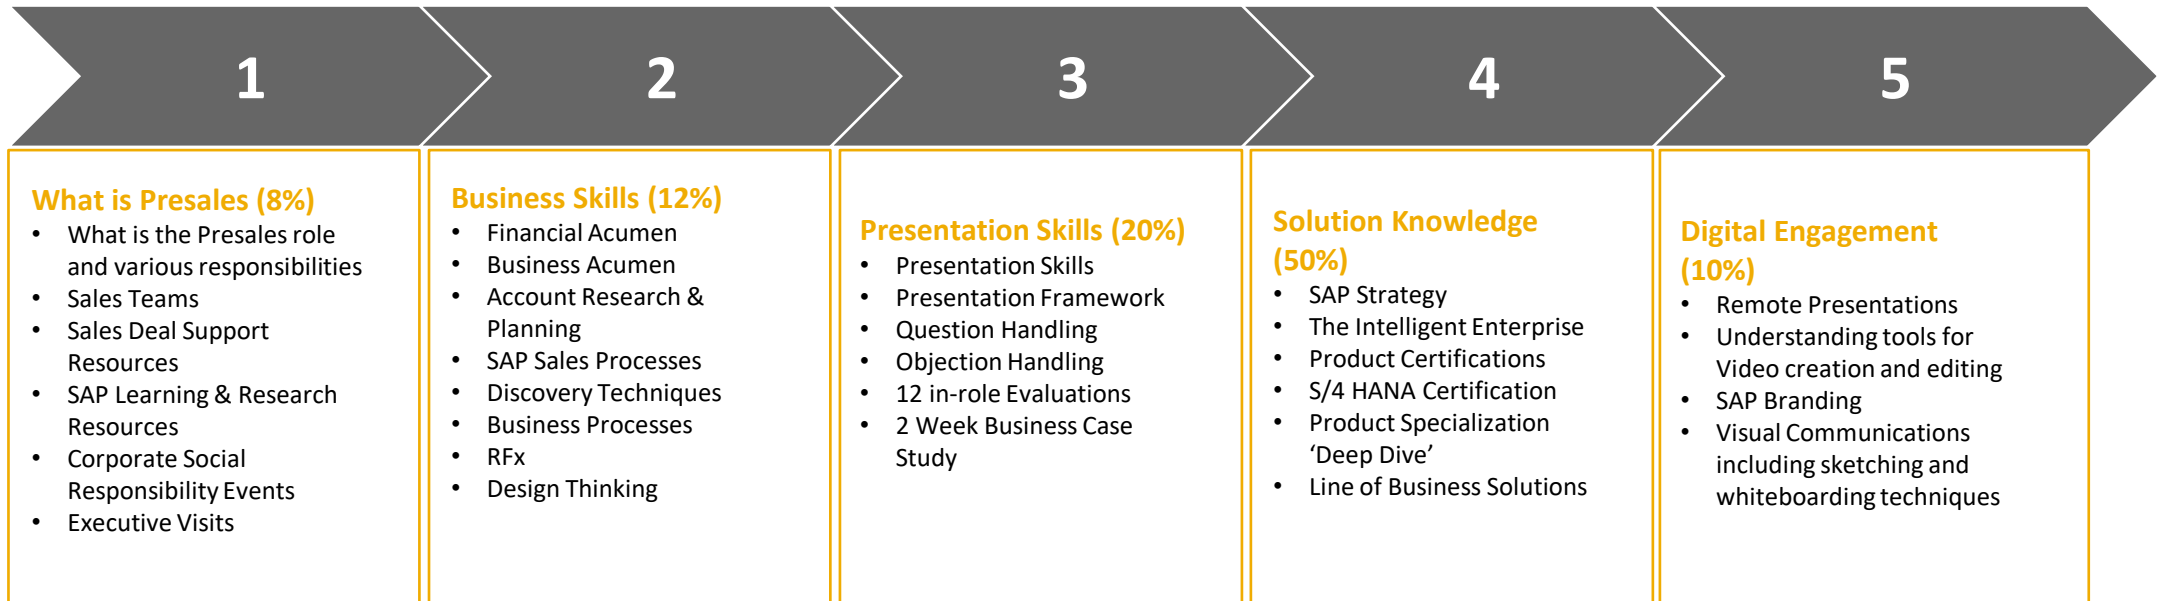 1
2
3
4
5
What is Presales (8%)
• What is the Presales role
and various responsibilities
• Sales Teams
• Sales Deal Support
Resources
• SAP Learning & Research
Resources
• Corporate Social
Responsibility Events
• Executive Visits
Business Skills (12%)
• Financial Acumen
• Business Acumen
• Account Research &
Planning
• SAP Sales Processes
• Discovery Techniques
• Business Processes
• RFx
• Design Thinking
Presentation Skills (20%)
• Presentation Skills
• Presentation Framework
• Question Handling
• Objection Handling
• 12 in-role Evaluations
• 2 Week Business Case
Study
Solution Knowledge
(50%)
• SAP Strategy
• The Intelligent Enterprise
• Product Certifications
• S/4 HANA Certification
• Product Specialization
‘Deep Dive’
• Line of Business Solutions
Digital Engagement
(10%)
• Remote Presentations
• Understanding tools for
Video creation and editing
• SAP Branding
• Visual Communications
including sketching and
whiteboarding techniques